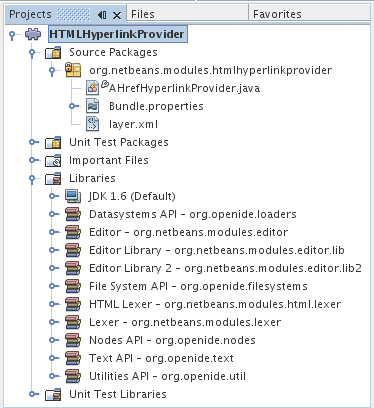 Projects
Files
Favorites
HTMLHyperlinkProvider
Source Packages
org.netbeans.modules.htmlhyperlinkprovider
AHrefHyperlinkProvider.java
Bundle.properties
layer.xml
Unit Test Packages
Important Files
Libraries
JDK 1.6 (Default)
Datasystems API - org.openide.loaders
Editor - org.netbeans.modules.editor
Editor Library - org.netbeans.modules.editor.lib
Editor Library 2 - org.netbeans.modules.editor.lib2
File System API - org.openide.filesystems
HTML Lexer - org.netbeans.modules.html.lexer
Lexer - org.netbeans.modules.lexer
Nodes API - org.openide.nodes
Text API - org.openide.text
Utilities API - org.openide.util
Unit Test Libraries